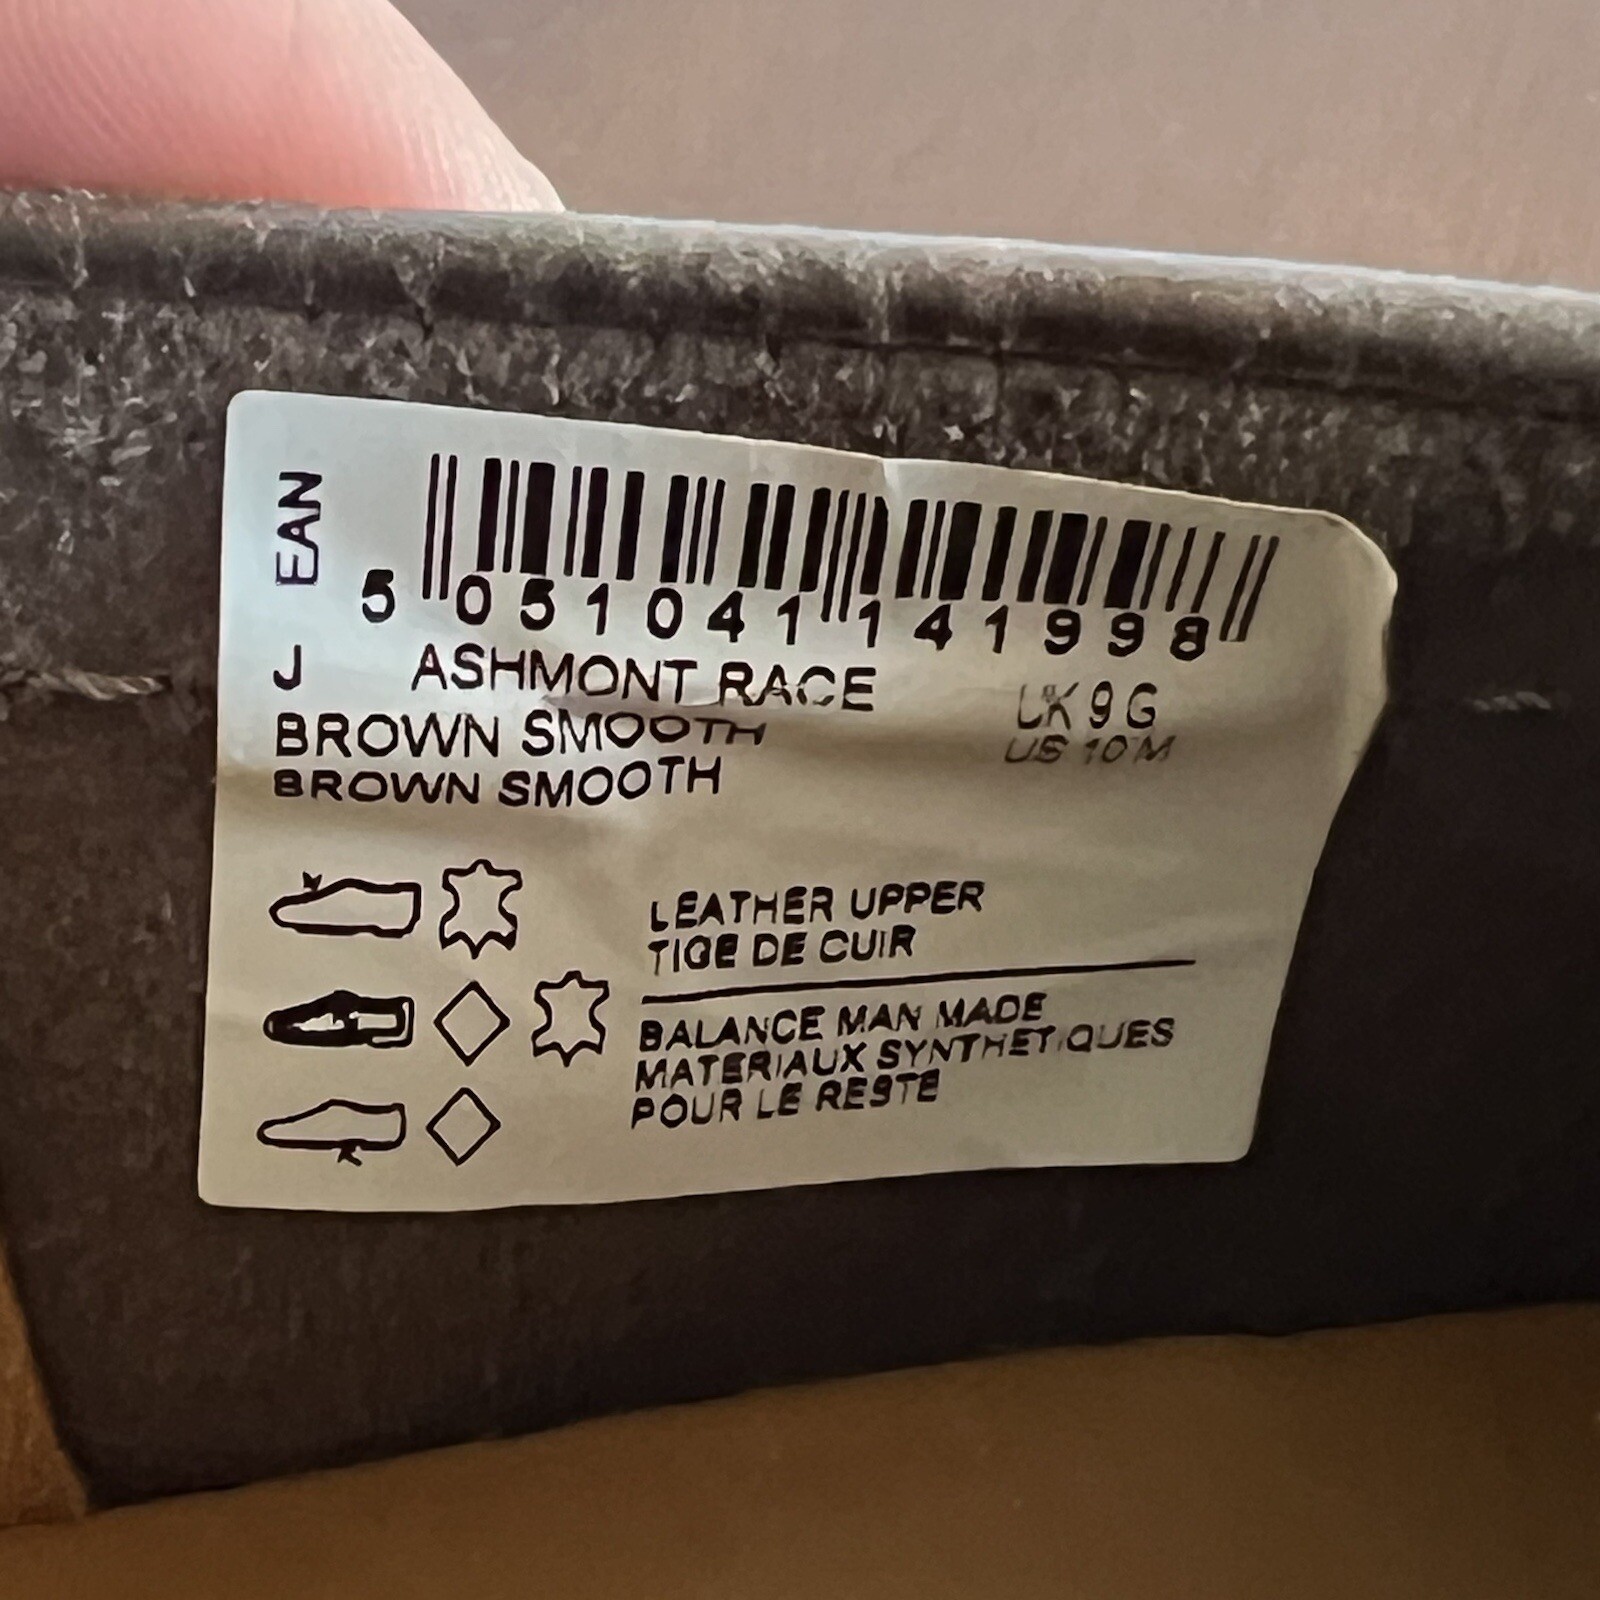 EAN
5 051041 141998
J ASHMONT RACE UK 9 G
BROWN SMOOTH US 10 M
BROWN SMOOTH
LEATHER UPPER
TIGE DE CUIR
BALANCE MAN MADE
MATERIAUX SYNTHETIQUES
POUR LE RESTE